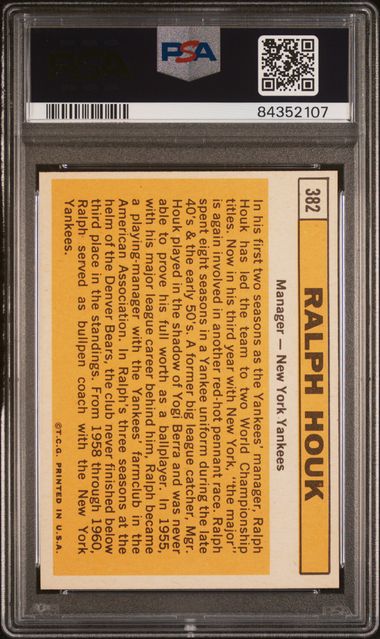 PSA
84352107
382
RALPH HOUK
Manager — New York Yankees
In his first two seasons as the Yankees' manager, Ralph
Houk has led the team to two World Championship
titles. Now in his third year with New York, "the major"
is again involved in another red-hot pennant race. Ralph
spent eight seasons in a Yankee uniform during the late
40's & the early 50's. A former big league catcher, Mgr.
Houk played in the shadow of Yogi Berra and was never
able to prove his full worth as a ballplayer. In 1955,
with his major league career behind him, Ralph became
a playing-manager with the Yankees' farmclub in the
American Association. In Ralph's three seasons at the
helm of the Denver Bears, the club never finished below
third place in the standings. From 1958 through 1960,
Ralph served as bullpen coach with the New York
Yankees.
©T.C.G. PRINTED IN U.S.A.